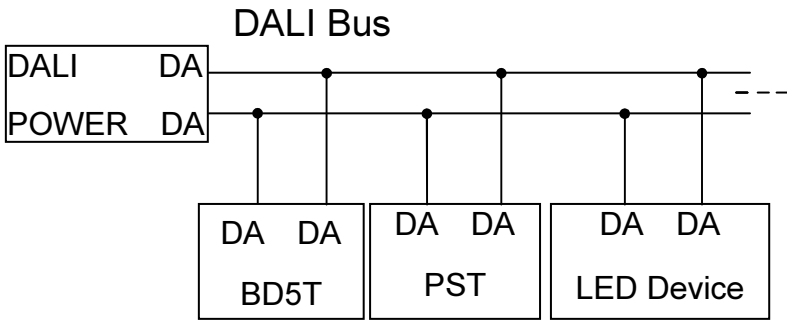 DALI Bus
DALI DA
POWER DA
DA DA
BD5T
DA DA
PST
DA DA
LED Device